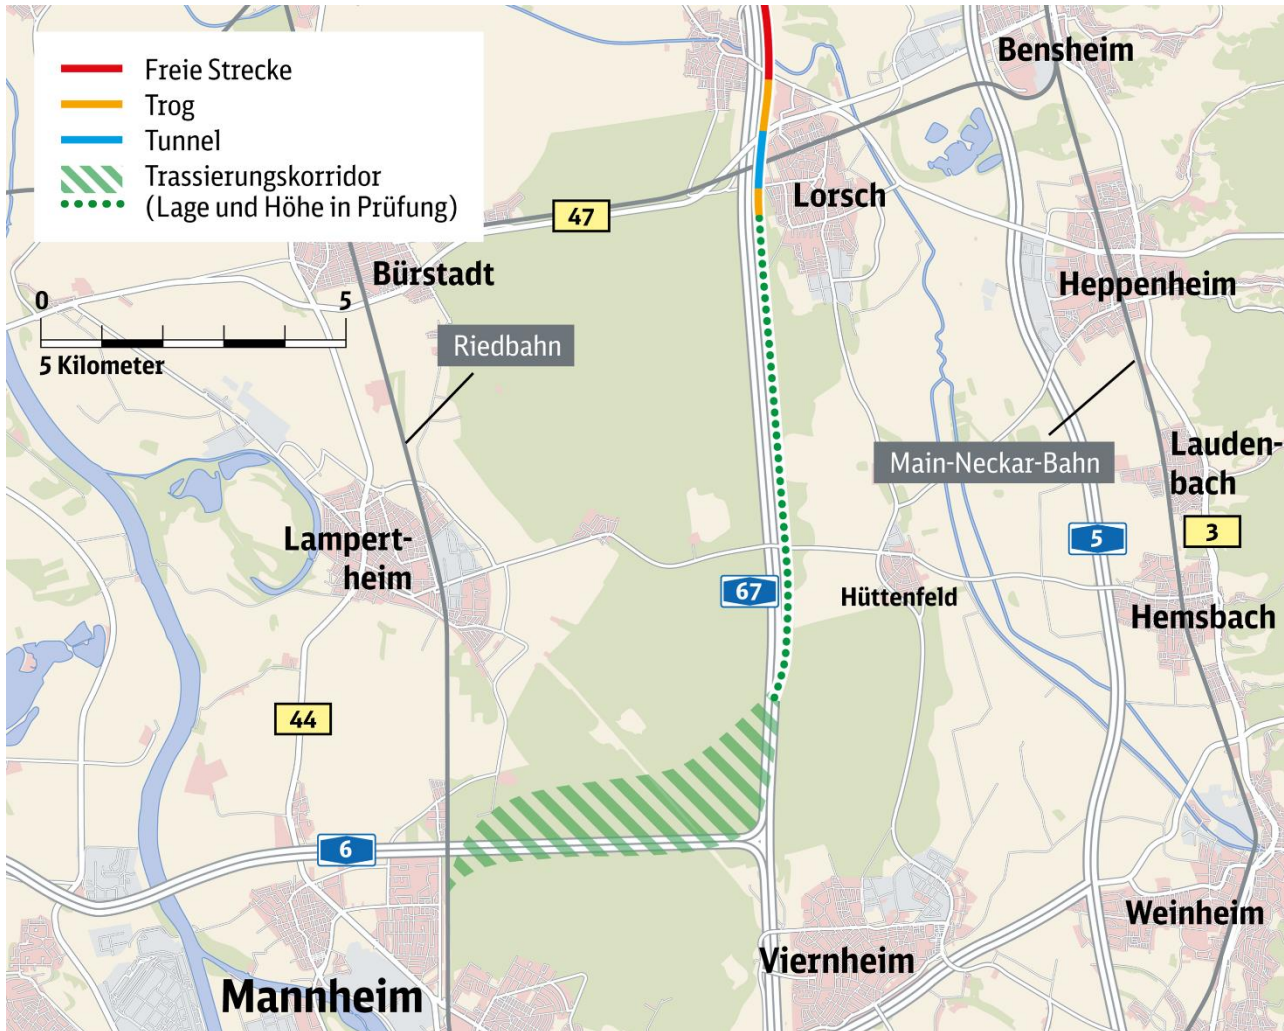 Freie Strecke
Trog
Tunnel
Trassierungskorridor
(Lage und Höhe in Prüfung)
Bensheim
Lorsch
47
Bürstadt
Heppenheim
0 5
5 Kilometer
Riedbahn
Main-Neckar-Bahn
Lauden-
bach
Lampert-
heim
5
3
67
Hüttenfeld
Hemsbach
44
6
Weinheim
Viernheim
Mannheim